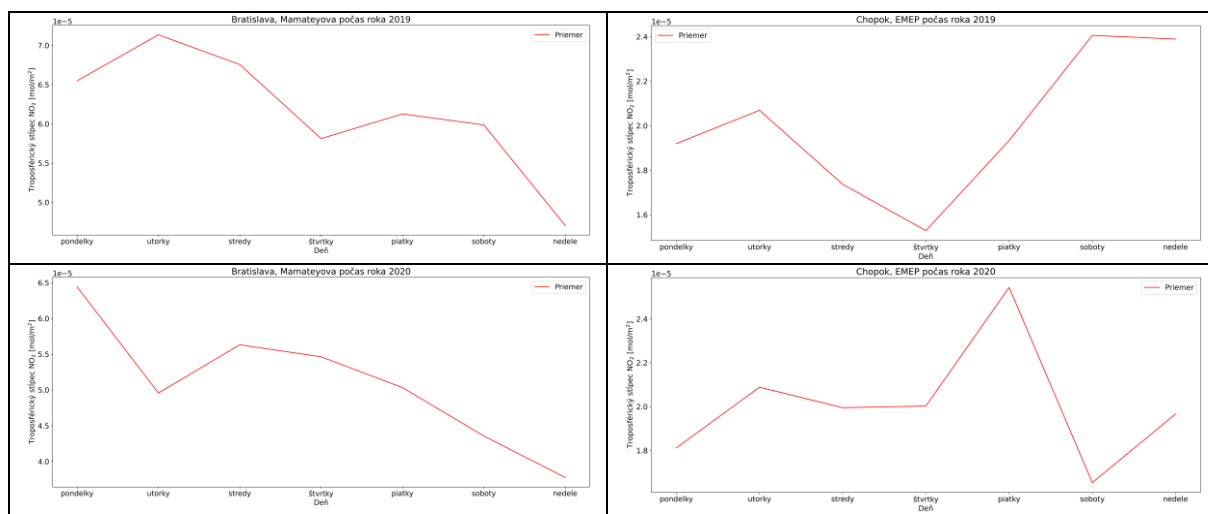 Bratislava, Mamateyova počas roka 2019
1e−5
Priemer
7.0
6.5
6.0
5.5
5.0
Troposférický stĺpec NO₂ [mol/m²]
pondelky utorky stredy štvrtky piatky soboty nedele
Deň
Chopok, EMEP počas roka 2019
1e−5
Priemer
2.4
2.2
2.0
1.8
1.6
Troposférický stĺpec NO₂ [mol/m²]
pondelky utorky stredy štvrtky piatky soboty nedele
Deň
Bratislava, Mamateyova počas roka 2020
1e−5
Priemer
6.5
6.0
5.5
5.0
4.5
4.0
Troposférický stĺpec NO₂ [mol/m²]
pondelky utorky stredy štvrtky piatky soboty nedele
Deň
Chopok, EMEP počas roka 2020
1e−5
Priemer
2.4
2.2
2.0
1.8
Troposférický stĺpec NO₂ [mol/m²]
pondelky utorky stredy štvrtky piatky soboty nedele
Deň